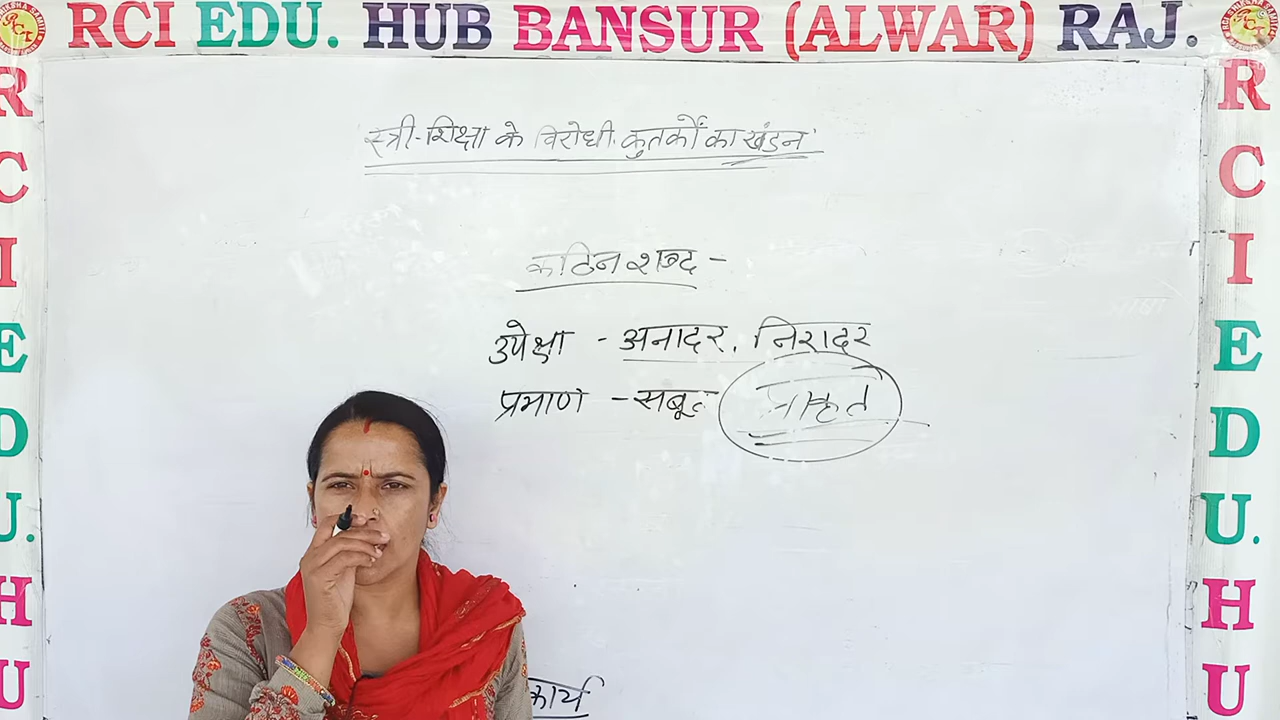 RCI EDU. HUB BANSUR (ALWAR) RAJ.
स्त्री-शिक्षा के विरोधी कुतर्कों का खंडन
कठिन शब्द -
उपेक्षा - अनादर, निरादर
प्रमाण - सबूत प्राकृत
कार्य
R
C
I
E
D
U.
H
U
R
C
I
E
D
U.
H
U